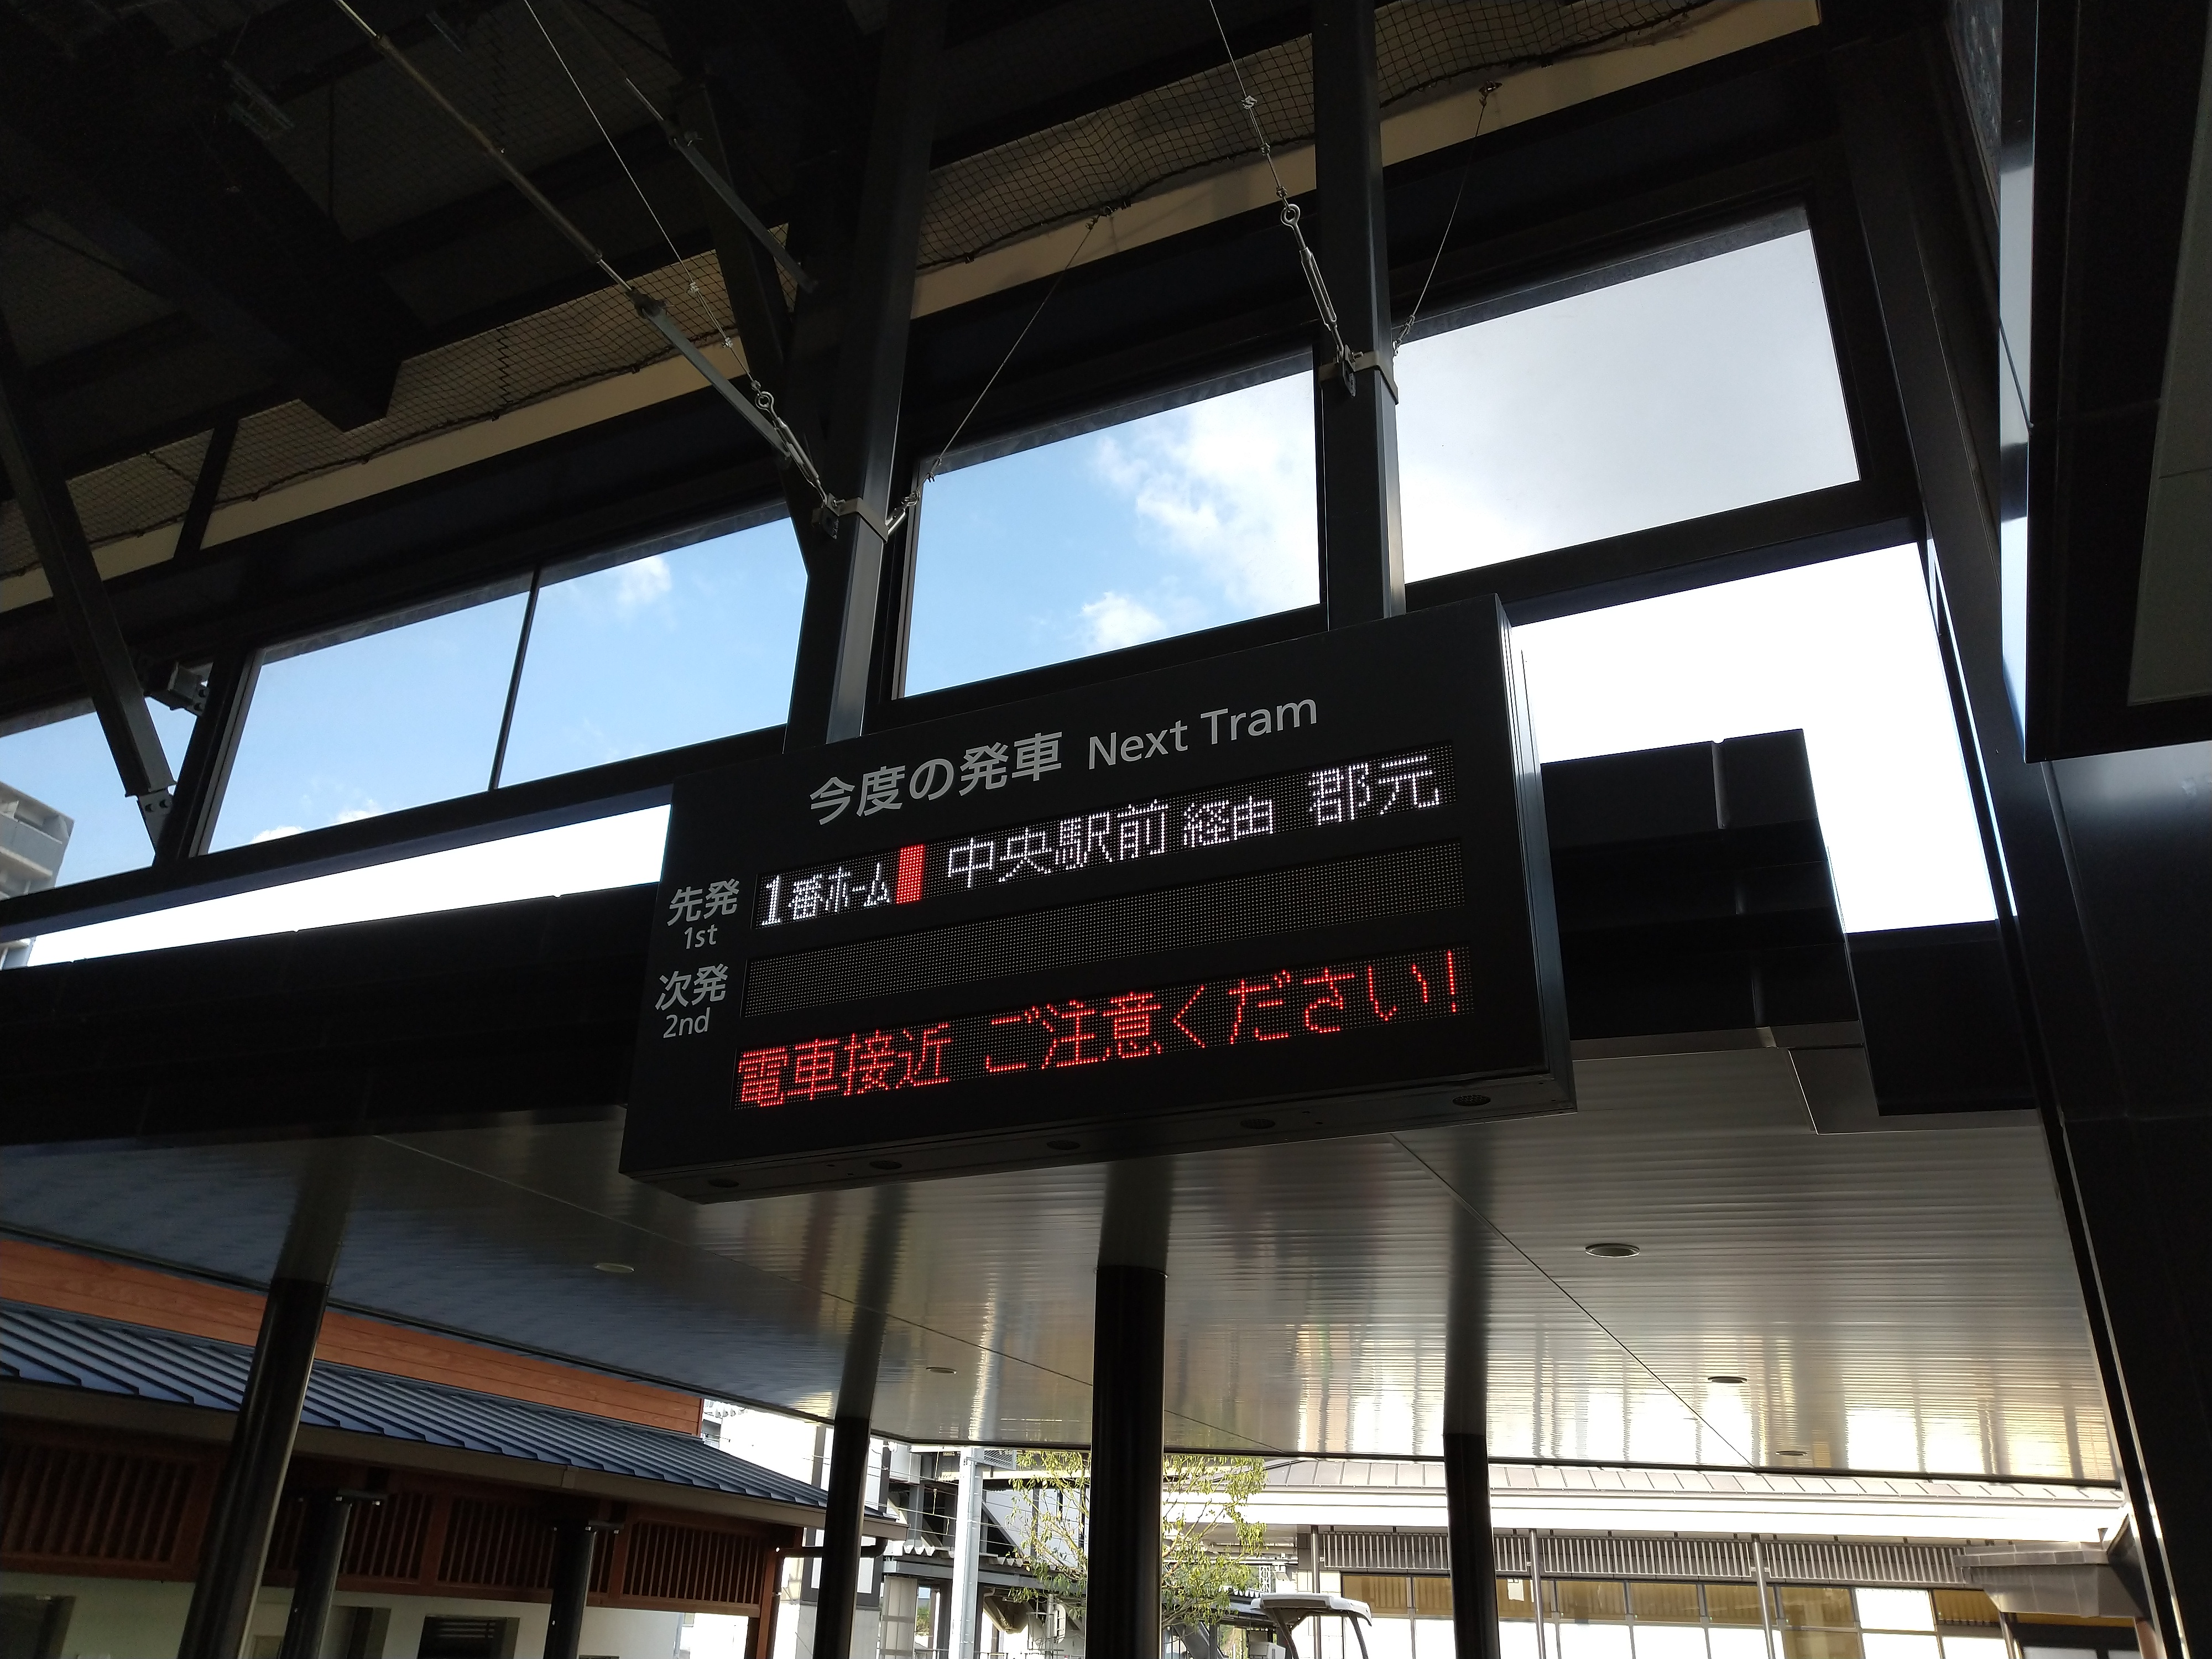 今度の発車 Next Tram
先発 1番ホーム 中央駅前 経由 郡元
1st
次発
2nd
電車接近 ご注意ください!